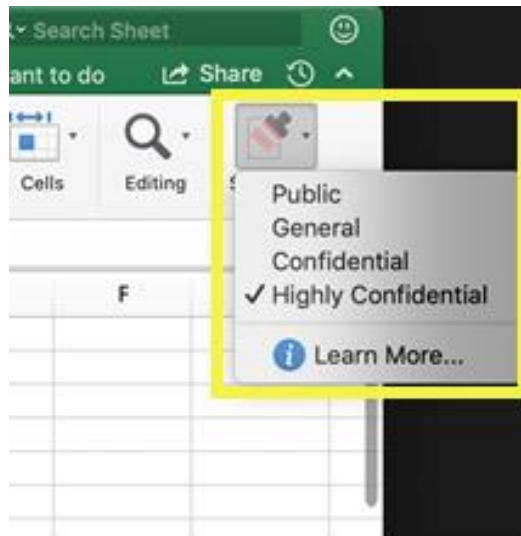 Search Sheet
ant to do Share
Cells Editing
Public
General
Confidential
Highly Confidential
Learn More...
F